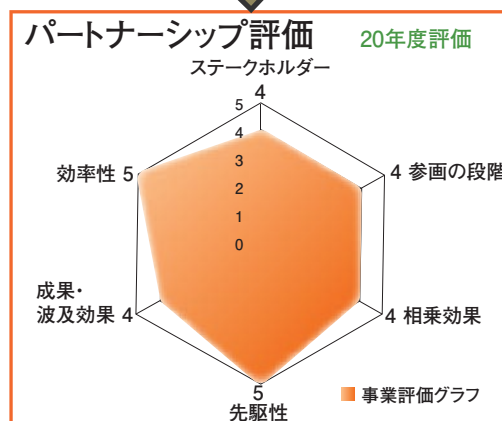 パートナーシップ評価 20年度評価
ステークホルダー
4
5
4
3
2
1
0
効率性 5
4 参画の段階
成果・
波及効果 4
4 相乗効果
5
先駆性
事業評価グラフ